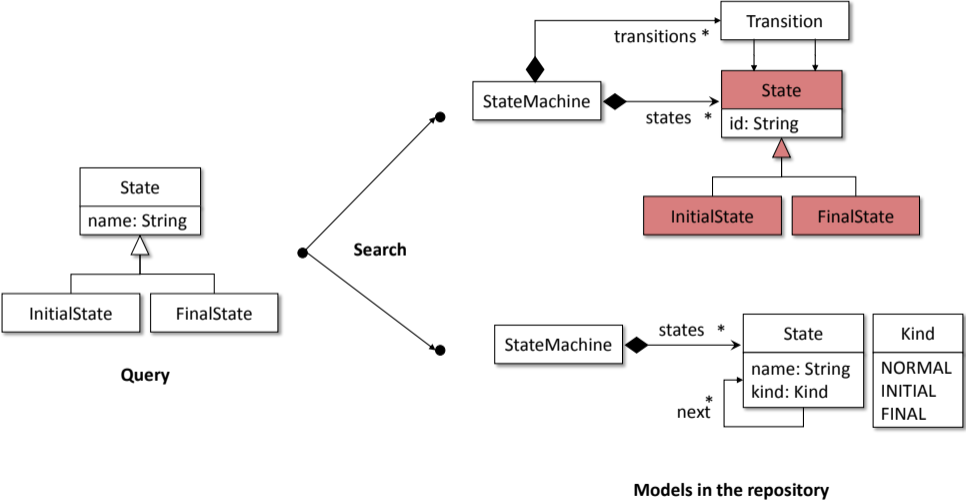 State
name: String
InitialState
FinalState
Query
Search
Transition
transitions *
StateMachine
states *
State
id: String
InitialState
FinalState
StateMachine
states *
State
name: String
kind: Kind
*
next
Kind
NORMAL
INITIAL
FINAL
Models in the repository